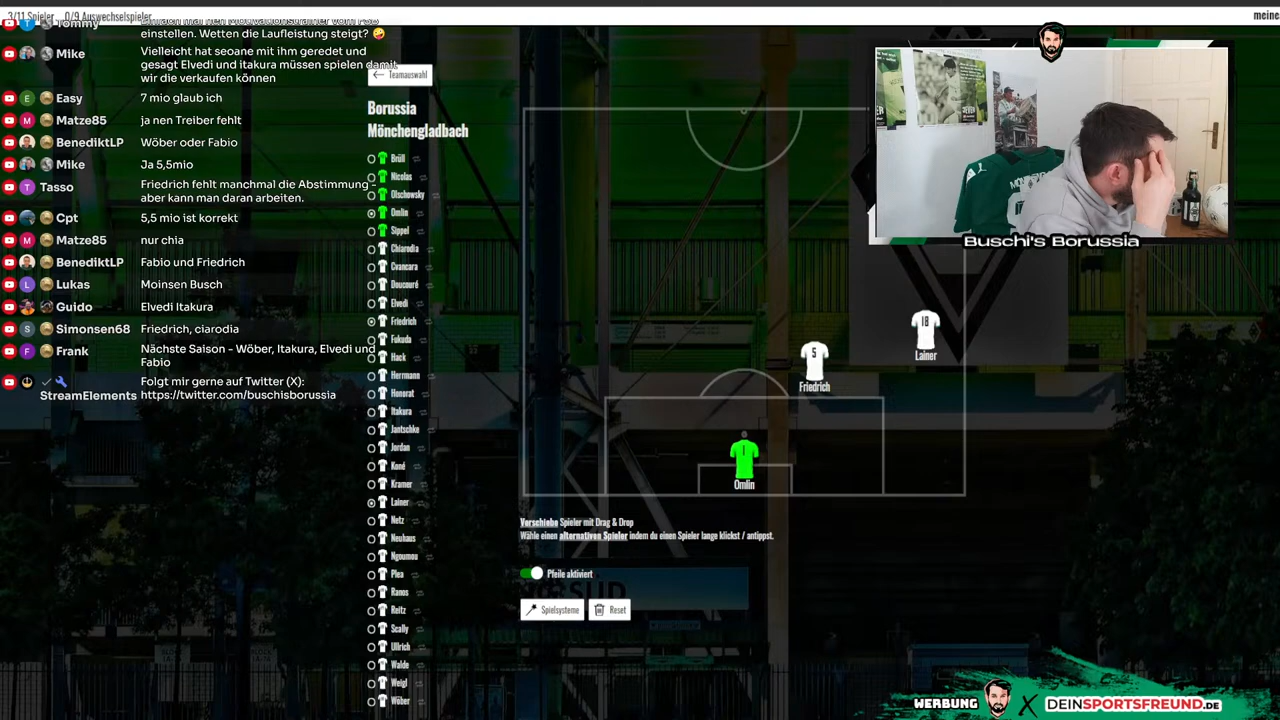 3/11 Spieler 0/9 Auswechselspieler
meine
Tommy
Einfach mal nen Motivationstrainer vom
einstellen. Wetten die Laufleistung steigt? 🤪
Mike
Vielleicht hat seoane mit ihm geredet und
gesagt Elvedi und Itakura müssen spielen damit
wir die verkaufen können
Easy 7 mio glaub ich
Matze85 ja nen Treiber fehlt
BenediktLP Wöber oder Fabio
Mike Ja 5,5mio
Tasso Friedrich fehlt manchmal die Abstimmung -
aber kann man daran arbeiten.
Cpt 5,5 mio ist korrekt
Matze85 nur chia
BenediktLP Fabio und Friedrich
Lukas Moinsen Busch
Guido Elvedi Itakura
Simonsen68 Friedrich, ciarodia
Frank Nächste Saison - Wöber, Itakura, Elvedi und
Fabio
StreamElements Folgt mir gerne auf Twitter (X):
https://twitter.com/buschisborussia
← Teamauswahl
Borussia
Mönchengladbach
Brüll
Nicolas
Olschowsky
Omlin
Sippel
Chiarodia
Cvancara
Doucouré
Elvedi
Friedrich
Fukuda
Hack
Herrmann
Honorat
Itakura
Jantschke
Jordan
Koné
Kramer
Lainer
Netz
Neuhaus
Ngoumou
Plea
Ranos
Reitz
Scally
Ullrich
Walde
Weigl
Wöber
18
Lainer
5
Friedrich
1
Omlin
Verschiebe Spieler mit Drag & Drop
Wähle einen alternativen Spieler indem du einen Spieler lange klickst / antippst.
Pfeile aktiviert
Spielsysteme
Reset
Buschi's Borussia
WERBUNG X DEINSPORTSFREUND.DE